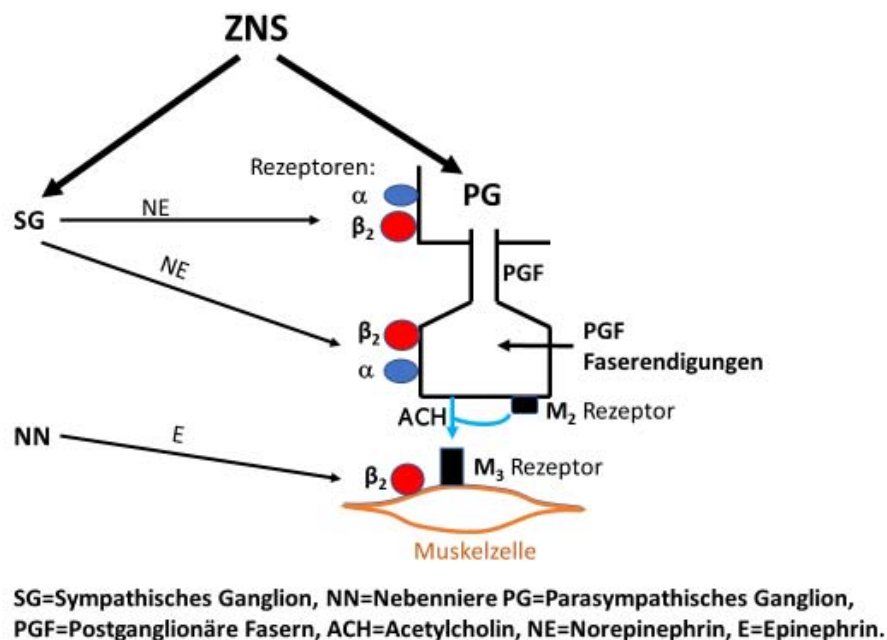 ZNS
Rezeptoren:
α
PG
SG
NE
β₂
NE
PGF
β₂
PGF
Faserendigungen
α
ACH
M₂ Rezeptor
NN
E
β₂
M₃ Rezeptor
Muskelzelle
SG=Sympathisches Ganglion, NN=Nebenniere PG=Parasympathisches Ganglion,
PGF=Postganglionäre Fasern, ACH=Acetylcholin, NE=Norepinephrin, E=Epinephrin.